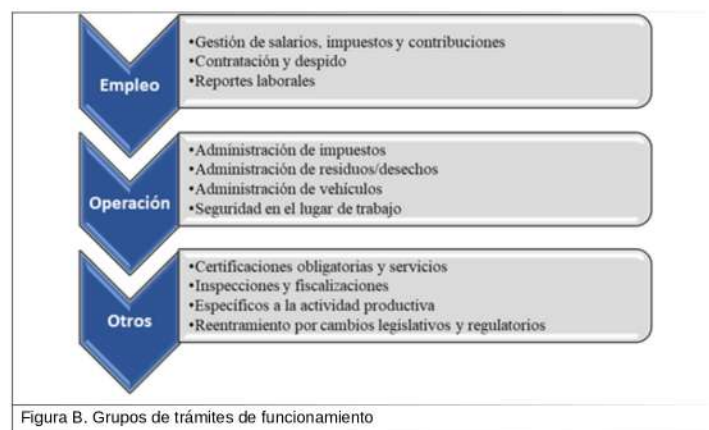 Empleo
•Gestión de salarios, impuestos y contribuciones
•Contratación y despido
•Reportes laborales
Operación
•Administración de impuestos
•Administración de residuos/desechos
•Administración de vehículos
•Seguridad en el lugar de trabajo
Otros
•Certificaciones obligatorias y servicios
•Inspecciones y fiscalizaciones
•Específicos a la actividad productiva
•Reentramiento por cambios legislativos y regulatorios
Figura B. Grupos de trámites de funcionamiento